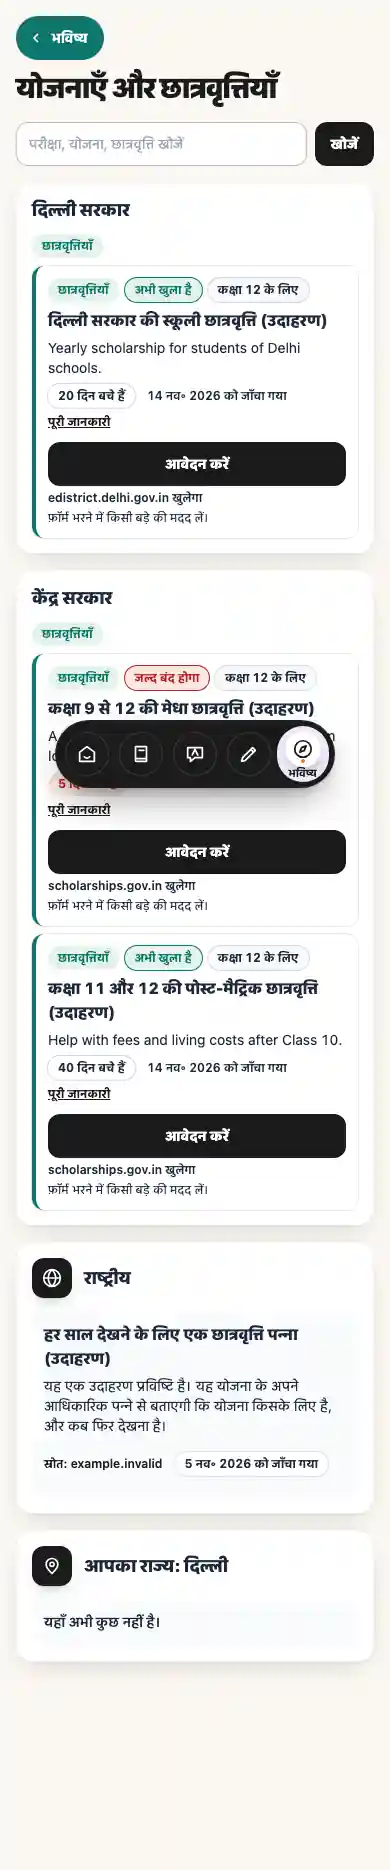 भविष्य
योजनाएँ और छात्रवृत्तियाँ
परीक्षा, योजना, छात्रवृत्ति खोजें
खोजें
दिल्ली सरकार
छात्रवृत्तियाँ
छात्रवृत्तियाँ अभी खुला है कक्षा 12 के लिए
दिल्ली सरकार की स्कूली छात्रवृत्ति (उदाहरण)
Yearly scholarship for students of Delhi
schools.
20 दिन बचे हैं 14 नव॰ 2026 को जाँचा गया
पूरी जानकारी
आवेदन करें
edistrict.delhi.gov.in खुलेगा
फ़ॉर्म भरने में किसी बड़े की मदद लें।
केंद्र सरकार
छात्रवृत्तियाँ
छात्रवृत्तियाँ जल्द बंद होगा कक्षा 12 के लिए
कक्षा 9 से 12 की मेधा छात्रवृत्ति (उदाहरण)
भविष्य
पूरी जानकारी
आवेदन करें
scholarships.gov.in खुलेगा
फ़ॉर्म भरने में किसी बड़े की मदद लें।
छात्रवृत्तियाँ अभी खुला है कक्षा 12 के लिए
कक्षा 11 और 12 की पोस्ट-मैट्रिक छात्रवृत्ति
(उदाहरण)
Help with fees and living costs after Class 10.
40 दिन बचे हैं 14 नव॰ 2026 को जाँचा गया
पूरी जानकारी
आवेदन करें
scholarships.gov.in खुलेगा
फ़ॉर्म भरने में किसी बड़े की मदद लें।
राष्ट्रीय
हर साल देखने के लिए एक छात्रवृत्ति पन्ना
(उदाहरण)
यह एक उदाहरण प्रविष्टि है। यह योजना के अपने
आधिकारिक पन्ने से बताएगी कि योजना किसके लिए है,
और कब फिर देखना है।
स्रोत: example.invalid 5 नव॰ 2026 को जाँचा गया
आपका राज्य: दिल्ली
यहाँ अभी कुछ नहीं है।